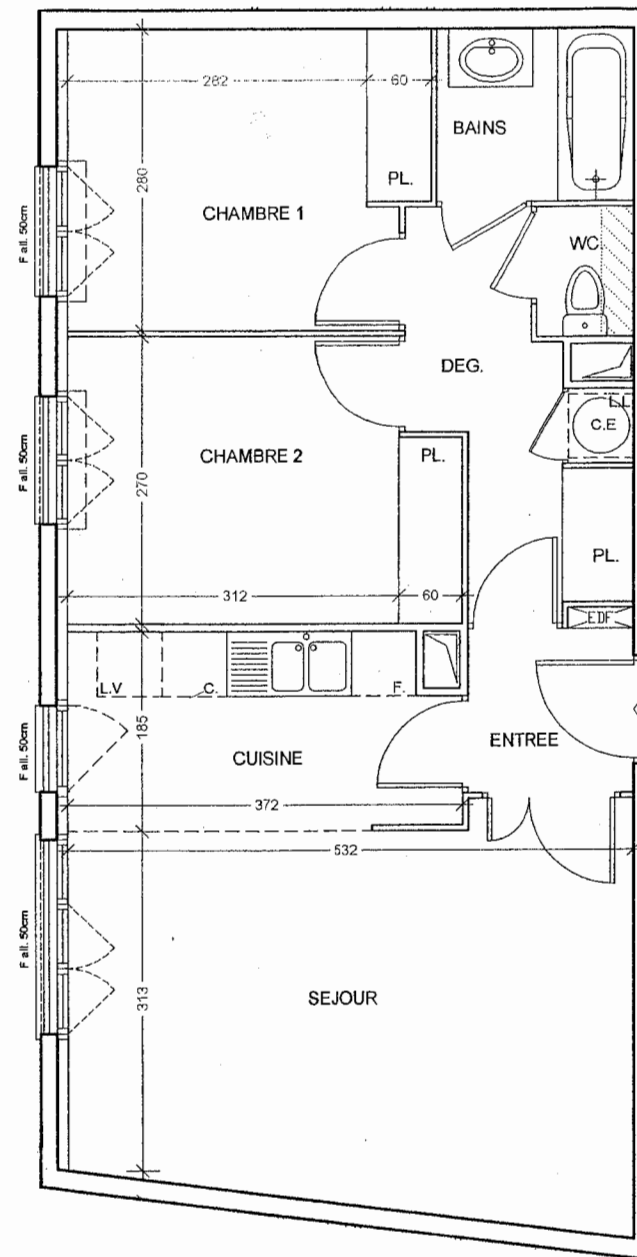 282
60
BAINS
PL.
280
CHAMBRE 1
WC
F all. 50cm
DEG.
L.L
C.E
CHAMBRE 2
PL.
F all. 50cm
270
PL.
312
60
EDF
L.V
C.
F.
185
ENTREE
CUISINE
F all. 50cm
372
532
F all. 50cm
313
SEJOUR